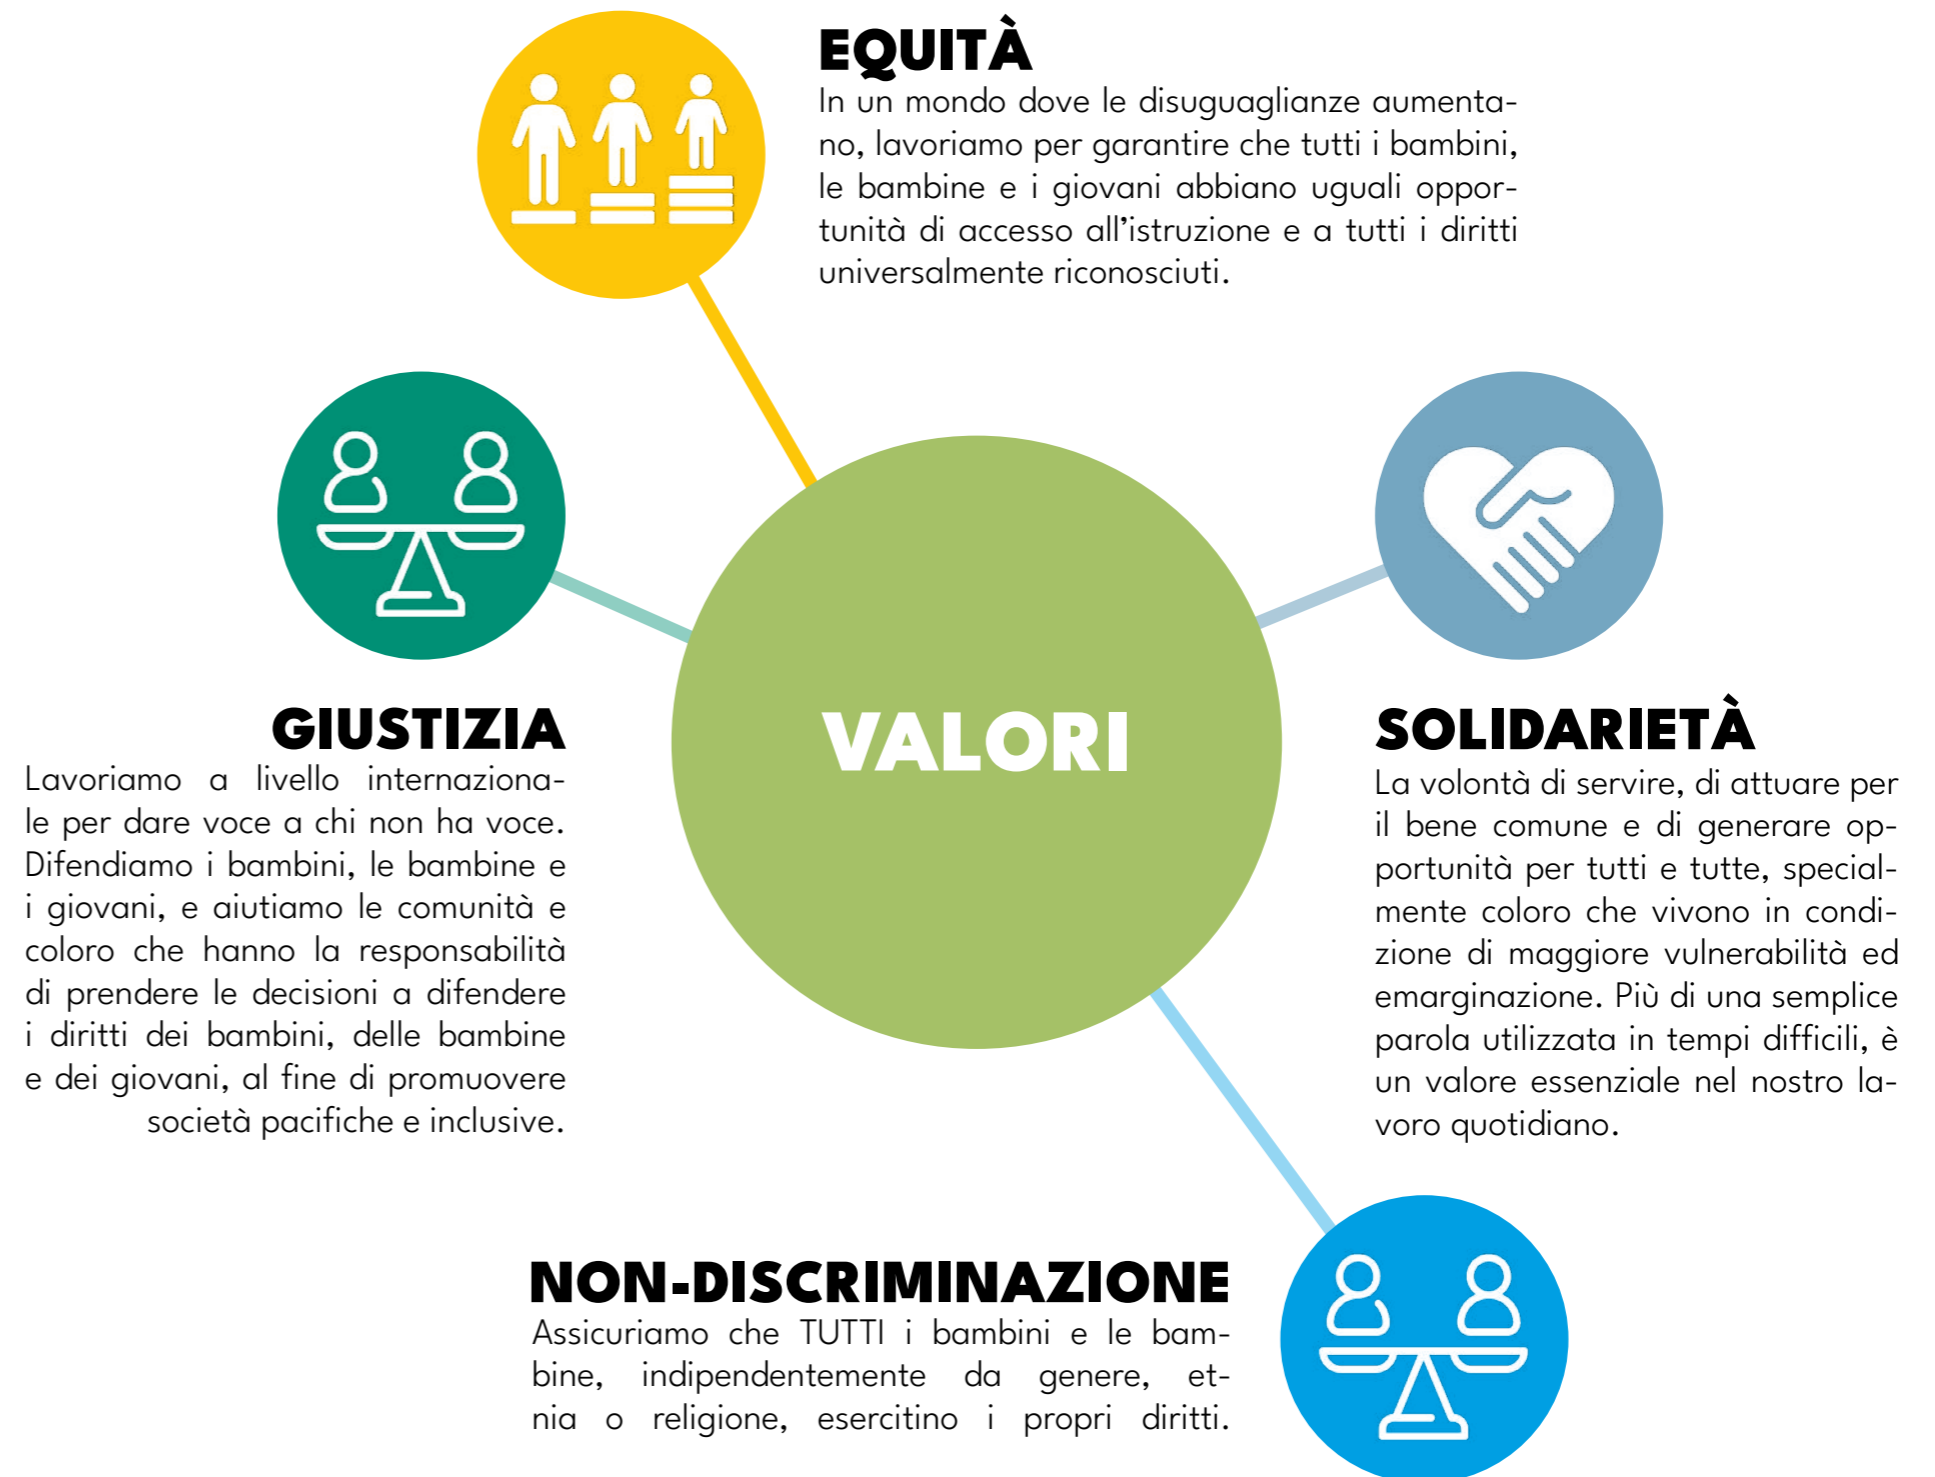 EQUITÀ
In un mondo dove le disuguaglianze aumenta-
no, lavoriamo per garantire che tutti i bambini,
le bambine e i giovani abbiano uguali oppor-
tunità di accesso all’istruzione e a tutti i diritti
universalmente riconosciuti.
GIUSTIZIA
Lavoriamo a livello internaziona-
le per dare voce a chi non ha voce.
Difendiamo i bambini, le bambine e
i giovani, e aiutiamo le comunità e
coloro che hanno la responsabilità
di prendere le decisioni a difendere
i diritti dei bambini, delle bambine
e dei giovani, al fine di promuovere
società pacifiche e inclusive.
VALORI
SOLIDARIETÀ
La volontà di servire, di attuare per
il bene comune e di generare op-
portunità per tutti e tutte, special-
mente coloro che vivono in condi-
zione di maggiore vulnerabilità ed
emarginazione. Più di una semplice
parola utilizzata in tempi difficili, è
un valore essenziale nel nostro la-
voro quotidiano.
NON-DISCRIMINAZIONE
Assicuriamo che TUTTI i bambini e le bam-
bine, indipendentemente da genere, et-
nia o religione, esercitino i propri diritti.